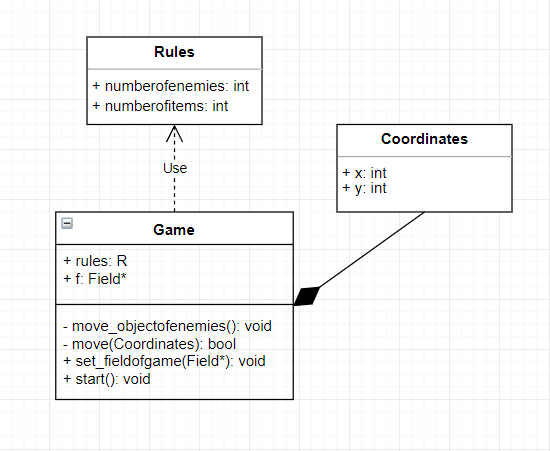 Rules
+ numberofenemies: int
+ numberofitems: int
Use
Coordinates
+ x: int
+ y: int
Game
+ rules: R
+ f: Field*
- move_objectofenemies(): void
- move(Coordinates): bool
+ set_fieldofgame(Field*): void
+ start(): void